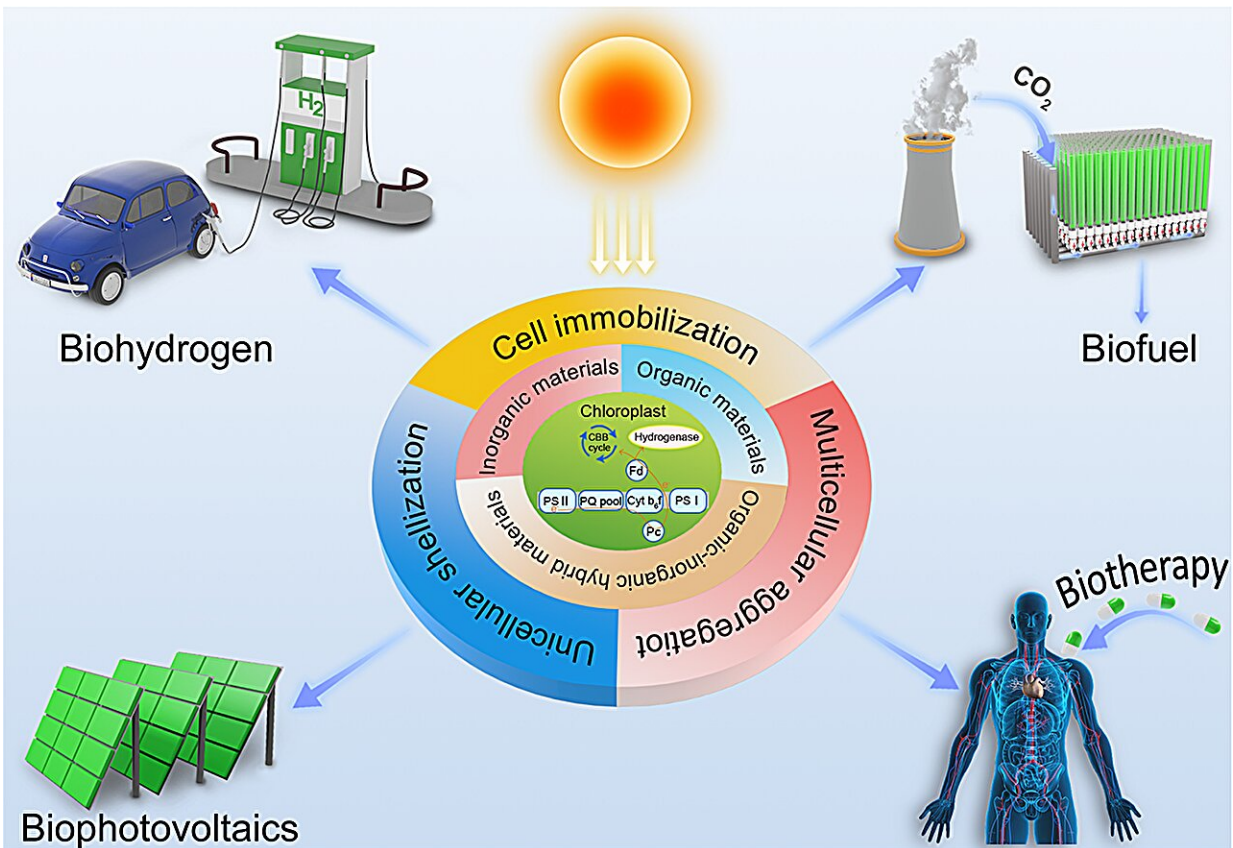 H2
CO2
Biohydrogen
Biofuel
Cell immobilization
Inorganic materials
Organic materials
Chloroplast
CBB
cycle
Hydrogenase
Fd
e
PS II
PQ pool
Cyt b6f
PS I
e
Pc
Organic-inorganic hybrid materials
Unicellular shellization
Multicellular aggregatiot
Biotherapy
Biophotovoltaics